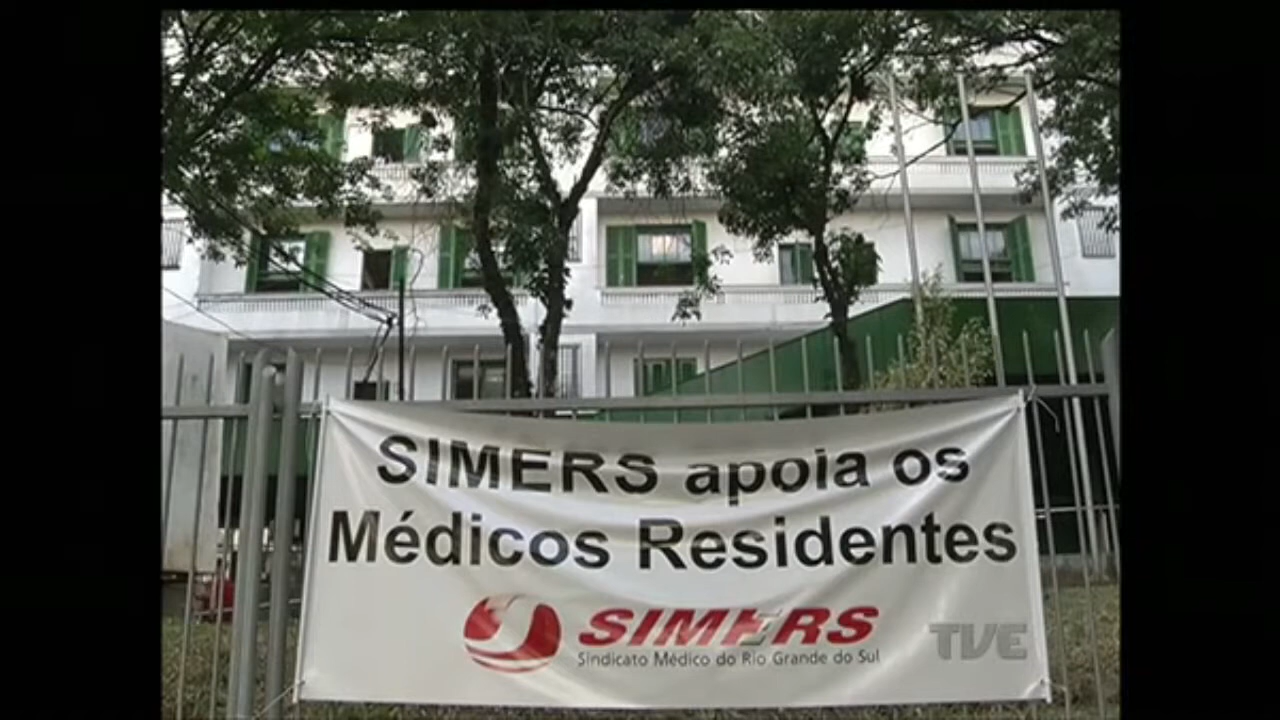 SIMERS apoia os
Médicos Residentes
SIMERS
Sindicato Médico do Rio Grande do Sul
TVE